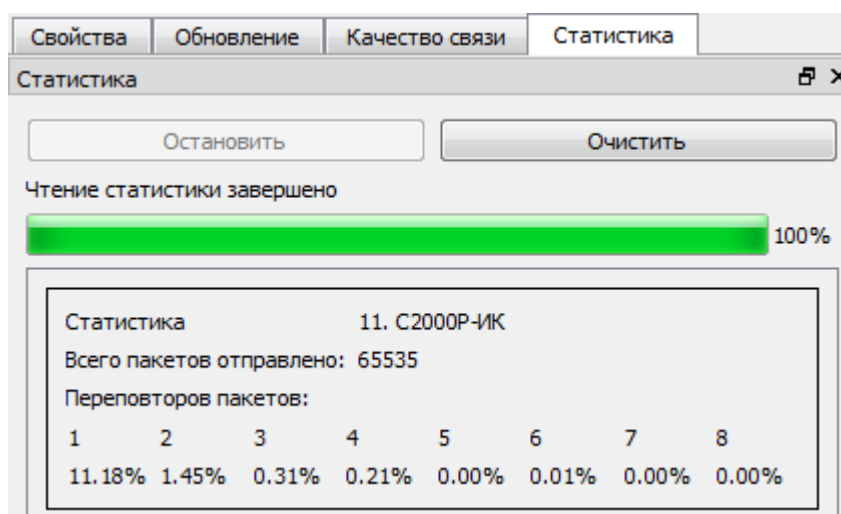 Свойства Обновление Качество связи Статистика
Статистика
Остановить Очистить
Чтение статистики завершено
100%
Статистика 11. С2000Р-ИК
Всего пакетов отправлено: 65535
Переповторов пакетов:
1 2 3 4 5 6 7 8
11.18% 1.45% 0.31% 0.21% 0.00% 0.01% 0.00% 0.00%